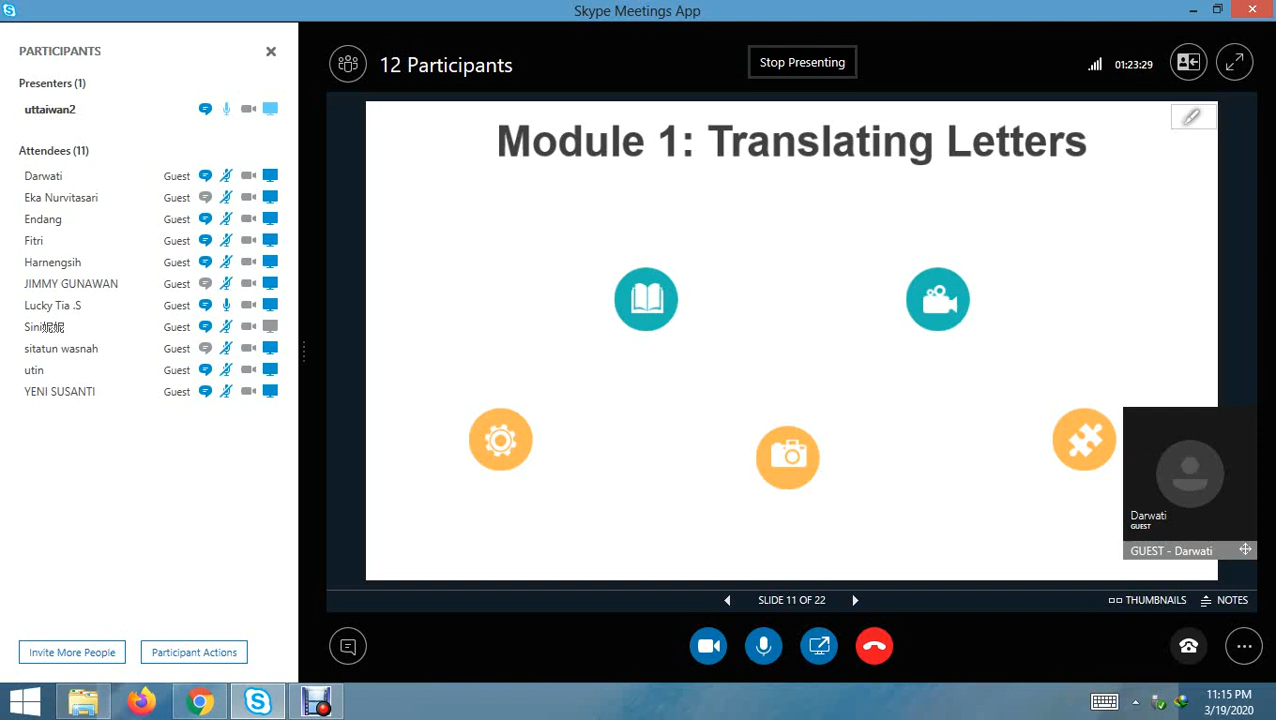 Skype Meetings App
PARTICIPANTS
Presenters (1)
uttaiwan2
Attendees (11)
Darwati Guest
Eka Nurvitasari Guest
Endang Guest
Fitri Guest
Harnengsih Guest
JIMMY GUNAWAN Guest
Lucky Tia .S Guest
Sini妮妮 Guest
sitatun wasnah Guest
utin Guest
YENI SUSANTI Guest
Invite More People
Participant Actions
12 Participants
Stop Presenting
01:23:29
Module 1: Translating Letters
Darwati
GUEST
GUEST - Darwati
SLIDE 11 OF 22
THUMBNAILS
NOTES
11:15 PM
3/19/2020